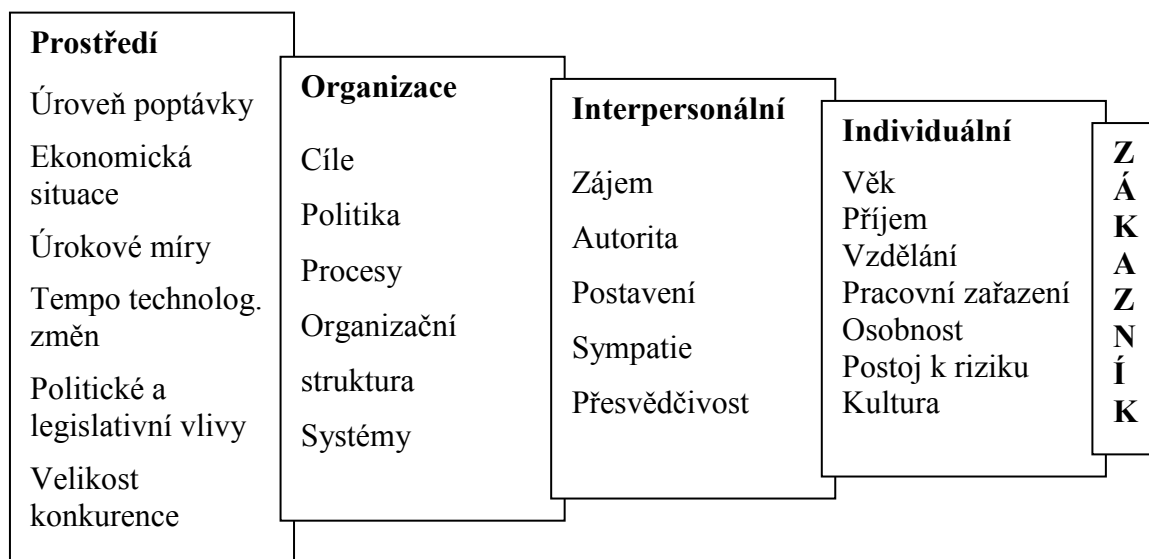 Prostředí
Úroveň poptávky
Ekonomická
situace
Úrokové míry
Tempo technolog.
změn
Politické a
legislativní vlivy
Velikost
konkurence
Organizace
Cíle
Politika
Procesy
Organizační
struktura
Systémy
Interpersonální
Zájem
Autorita
Postavení
Sympatie
Přesvědčivost
Individuální
Věk
Příjem
Vzdělání
Pracovní zařazení
Osobnost
Postoj k riziku
Kultura
Z
Á
K
A
Z
N
Í
K